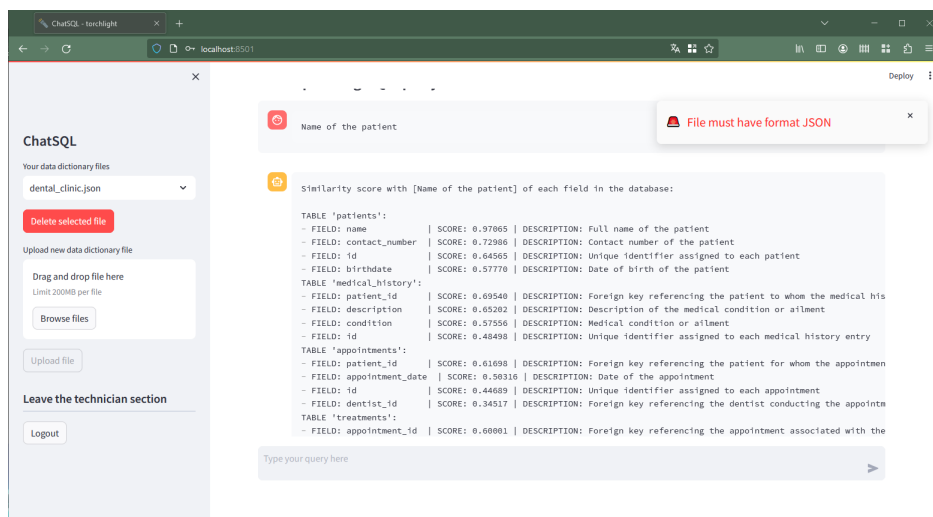 ChatSQL - torchlight
localhost:8501
Deploy
ChatSQL
Your data dictionary files
dental_clinic.json
Delete selected file
Upload new data dictionary file
Drag and drop file here
Limit 200MB per file
Browse files
Upload file
Leave the technician section
Logout
File must have format JSON
Name of the patient
Similarity score with [Name of the patient] of each field in the database:
TABLE 'patients':
- FIELD: name | SCORE: 0.97065 | DESCRIPTION: Full name of the patient
- FIELD: contact_number | SCORE: 0.72986 | DESCRIPTION: Contact number of the patient
- FIELD: id | SCORE: 0.64565 | DESCRIPTION: Unique identifier assigned to each patient
- FIELD: birthdate | SCORE: 0.57770 | DESCRIPTION: Date of birth of the patient
TABLE 'medical_history':
- FIELD: patient_id | SCORE: 0.69540 | DESCRIPTION: Foreign key referencing the patient to whom the medical his
- FIELD: description | SCORE: 0.65202 | DESCRIPTION: Description of the medical condition or ailment
- FIELD: condition | SCORE: 0.57556 | DESCRIPTION: Medical condition or ailment
- FIELD: id | SCORE: 0.48498 | DESCRIPTION: Unique identifier assigned to each medical history entry
TABLE 'appointments':
- FIELD: patient_id | SCORE: 0.61698 | DESCRIPTION: Foreign key referencing the patient for whom the appointmen
- FIELD: appointment_date | SCORE: 0.50316 | DESCRIPTION: Date of the appointment
- FIELD: id | SCORE: 0.44689 | DESCRIPTION: Unique identifier assigned to each appointment
- FIELD: dentist_id | SCORE: 0.34517 | DESCRIPTION: Foreign key referencing the dentist conducting the appointm
TABLE 'treatments':
- FIELD: appointment_id | SCORE: 0.60001 | DESCRIPTION: Foreign key referencing the appointment associated with the
Type your query here